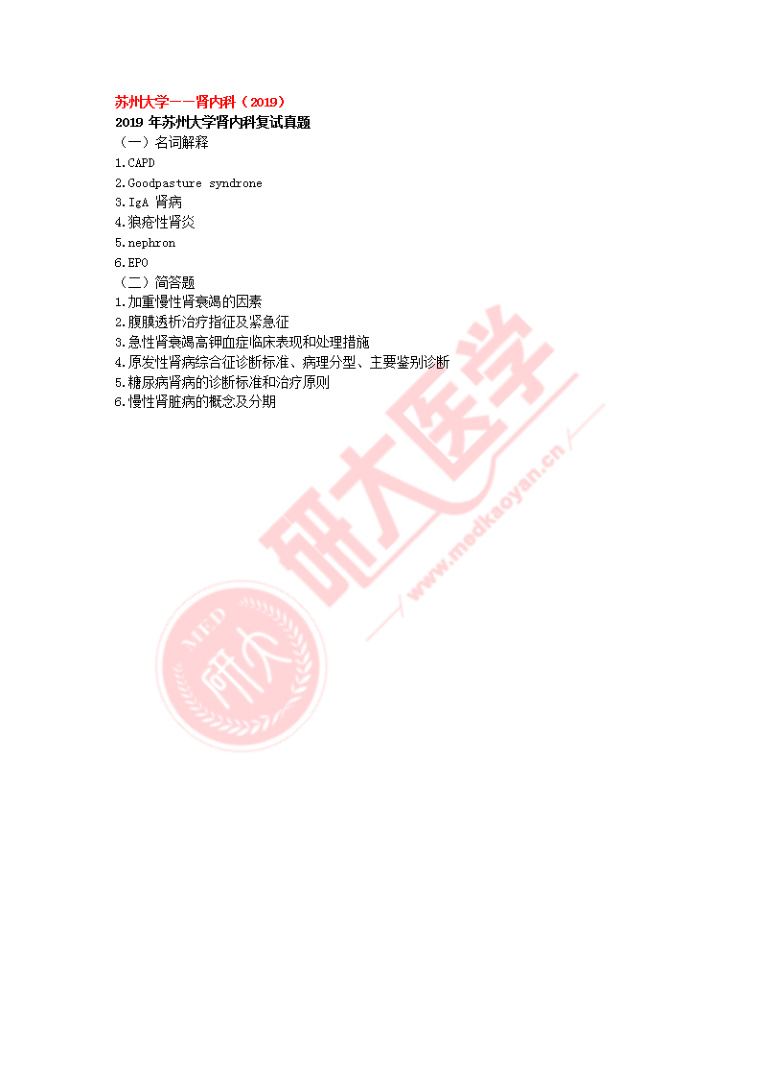 苏州大学——肾内科（2019）
2019 年苏州大学肾内科复试真题
（一）名词解释
1.CAPD
2.Goodpasture syndrone
3.IgA 肾病
4.狼疮性肾炎
5.nephron
6.EPO
（二）简答题
1.加重慢性肾衰竭的因素
2.腹膜透析治疗指征及紧急征
3.急性肾衰竭高钾血症临床表现和处理措施
4.原发性肾病综合征诊断标准、病理分型、主要鉴别诊断
5.糖尿病肾病的诊断标准和治疗原则
6.慢性肾脏病的概念及分期
研大医学
www.medkaoyan.cn
MED
研大